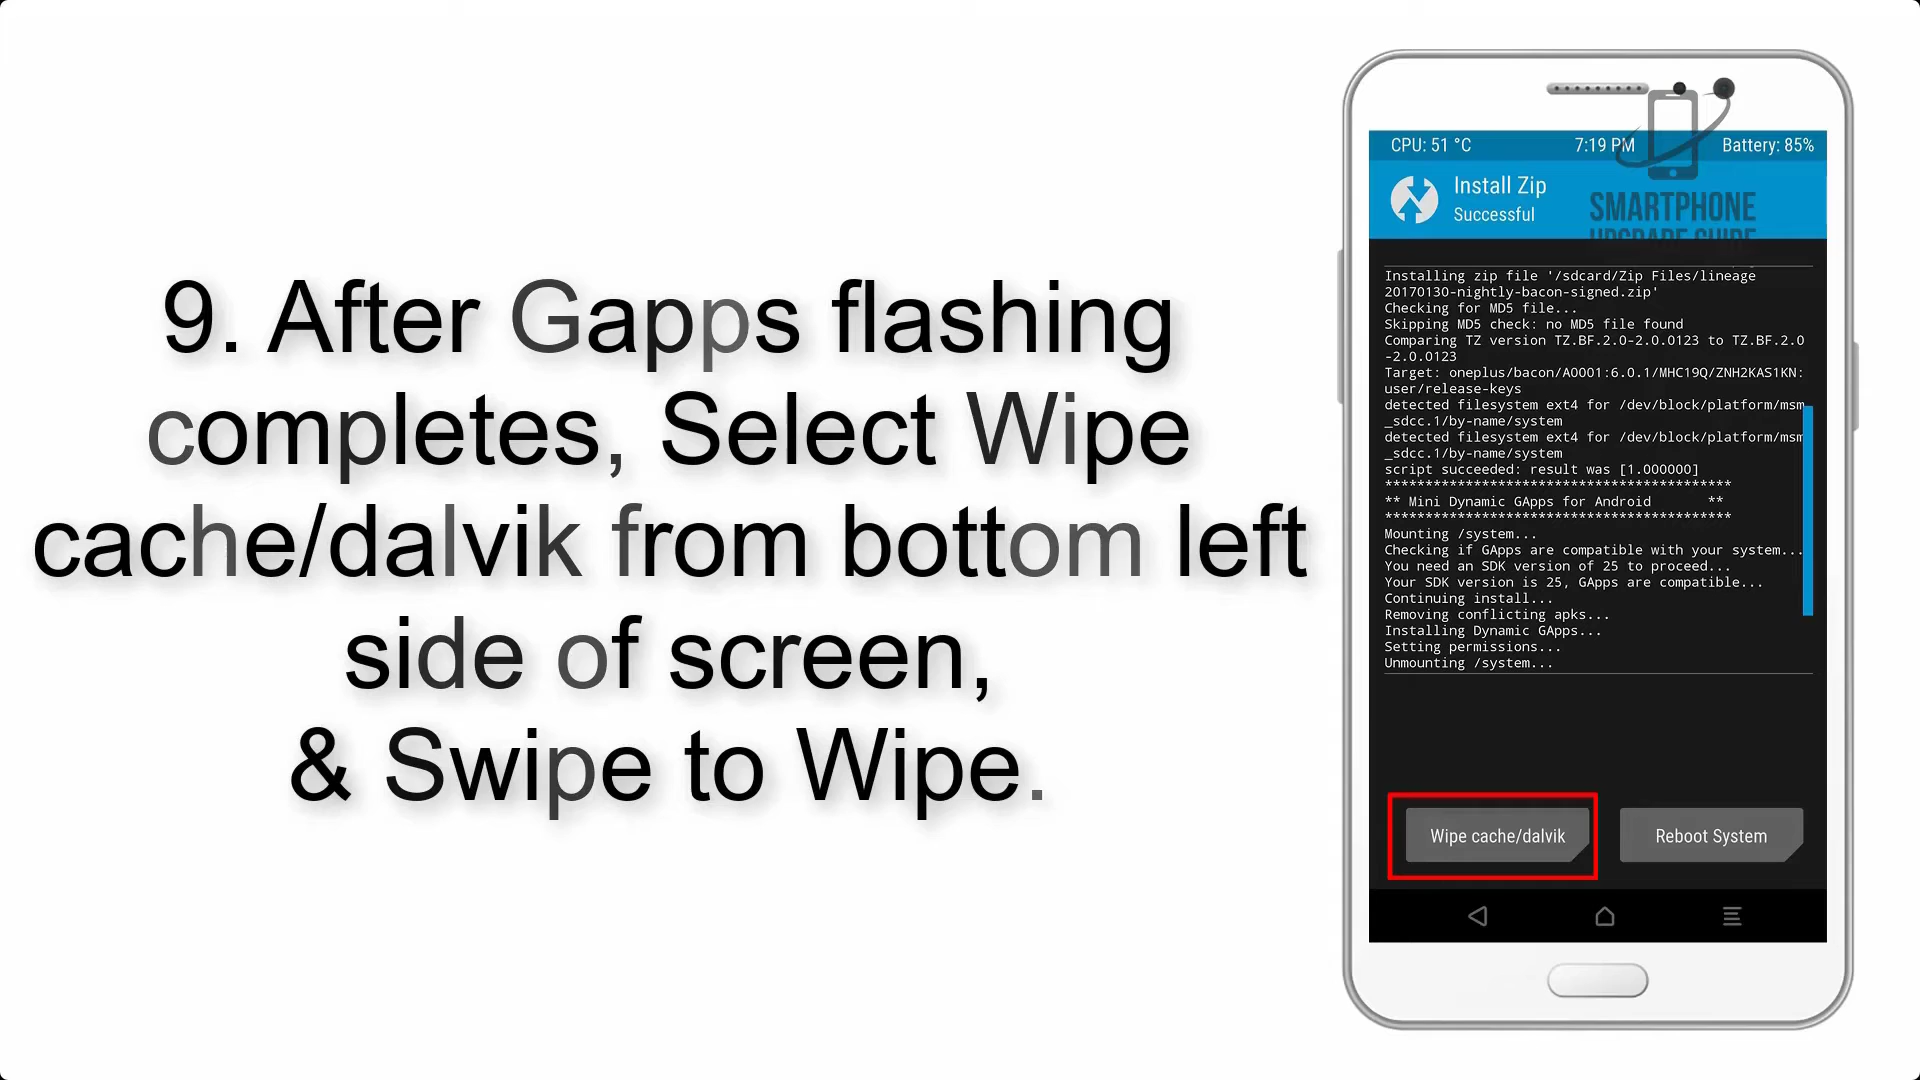 9. After Gapps flashing
completes, Select Wipe
cache/dalvik from bottom left
side of screen,
& Swipe to Wipe.
CPU: 51 °C 7:19 PM Battery: 85%
Install Zip
Successful
SMARTPHONE
UPGRADE GUIDE
Installing zip file '/sdcard/Zip Files/lineage
20170130-nightly-bacon-signed.zip'
Checking for MD5 file...
Skipping MD5 check: no MD5 file found
Comparing TZ version TZ.BF.2.0-2.0.0123 to TZ.BF.2.0
-2.0.0123
Target: oneplus/bacon/A0001:6.0.1/MHC19Q/ZNH2KAS1KN:
user/release-keys
detected filesystem ext4 for /dev/block/platform/msm
_sdcc.1/by-name/system
detected filesystem ext4 for /dev/block/platform/msm
_sdcc.1/by-name/system
script succeeded: result was [1.000000]
*******************************************
** Mini Dynamic GApps for Android **
*******************************************
Mounting /system...
Checking if GApps are compatible with your system...
You need an SDK version of 25 to proceed...
Your SDK version is 25, GApps are compatible...
Continuing install...
Removing conflicting apks...
Installing Dynamic GApps...
Setting permissions...
Unmounting /system...
Wipe cache/dalvik Reboot System